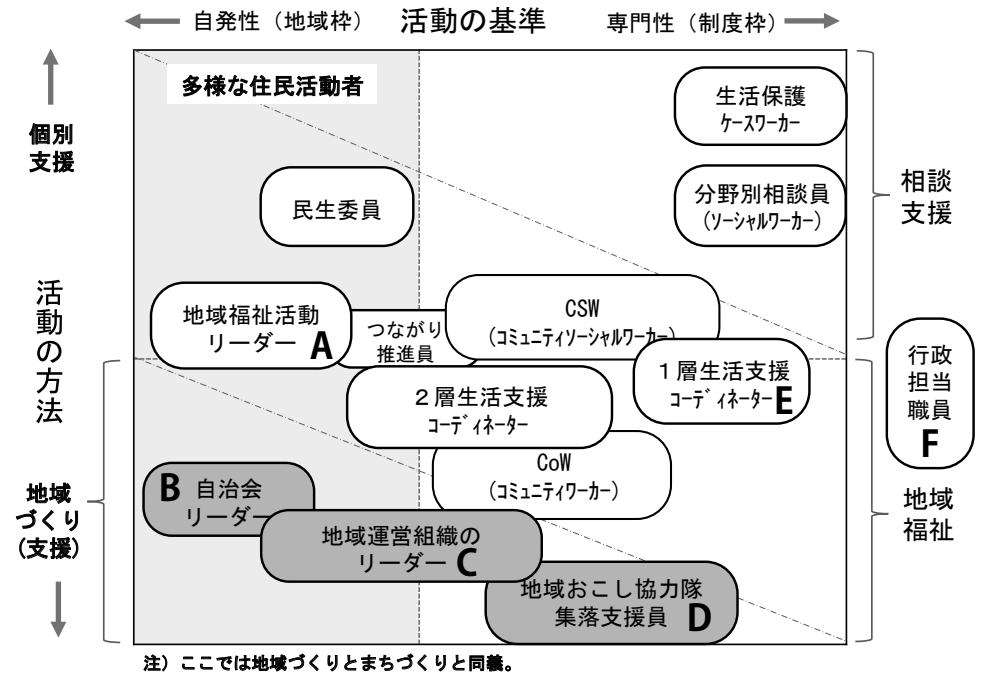 自発性（地域枠）
活動の基準
専門性（制度枠）
多様な住民活動者
生活保護
ｹｰｽﾜｰｶｰ
個別
支援
民生委員
分野別相談員
（ｿｰｼｬﾙﾜｰｶｰ）
相談
支援
活動の方法
地域福祉活動
リーダー A
つながり
推進員
CSW
（ｺﾐｭﾆﾃｨｿｰｼｬﾙﾜｰｶｰ）
１層生活支援
ｺｰﾃﾞｨﾈｰﾀｰ E
行政
担当
職員
F
２層生活支援
ｺｰﾃﾞｨﾈｰﾀｰ
CoW
（ｺﾐｭﾆﾃｨﾜｰｶｰ）
地域
づくり
(支援)
B 自治会
リーダー
地域
福祉
地域運営組織の
リーダー C
地域おこし協力隊
集落支援員 D
注）ここでは地域づくりとまちづくりと同義。